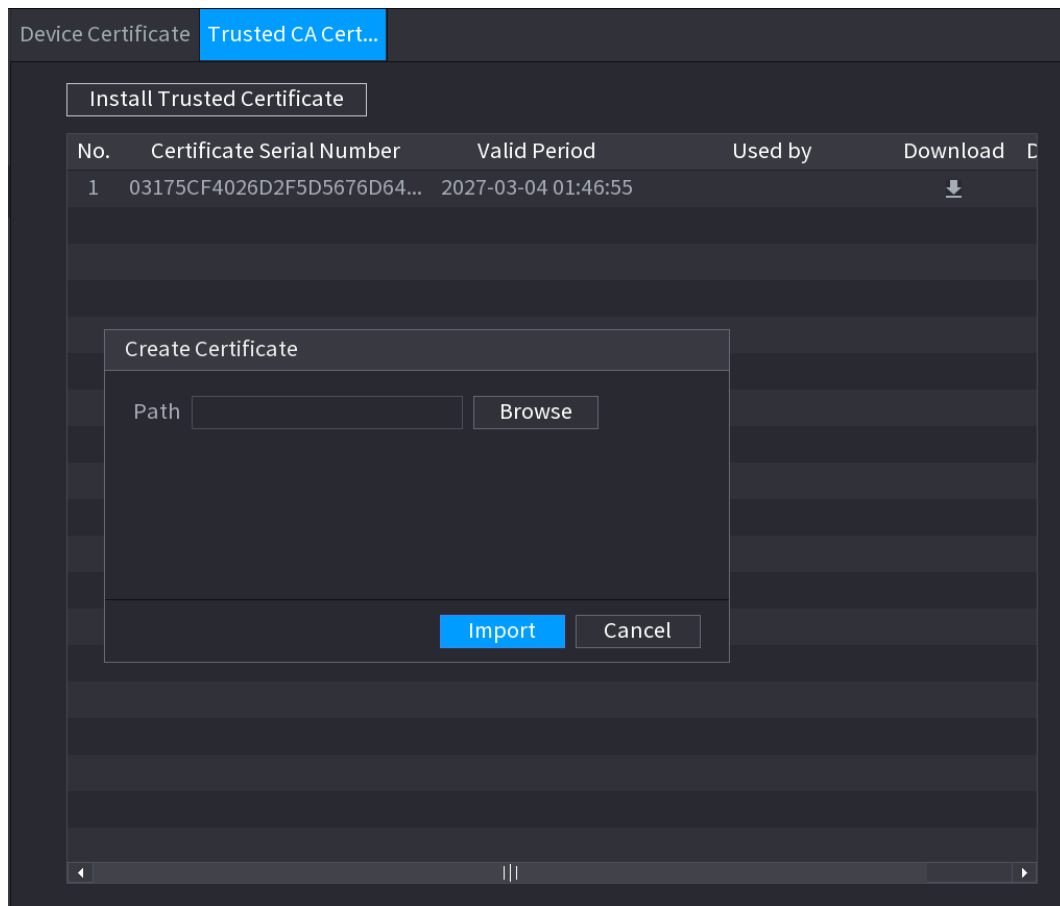 Device Certificate Trusted CA Cert...
Install Trusted Certificate
No. Certificate Serial Number Valid Period Used by Download D
1 03175CF4026D2F5D5676D64... 2027-03-04 01:46:55
Create Certificate
Path Browse
Import Cancel